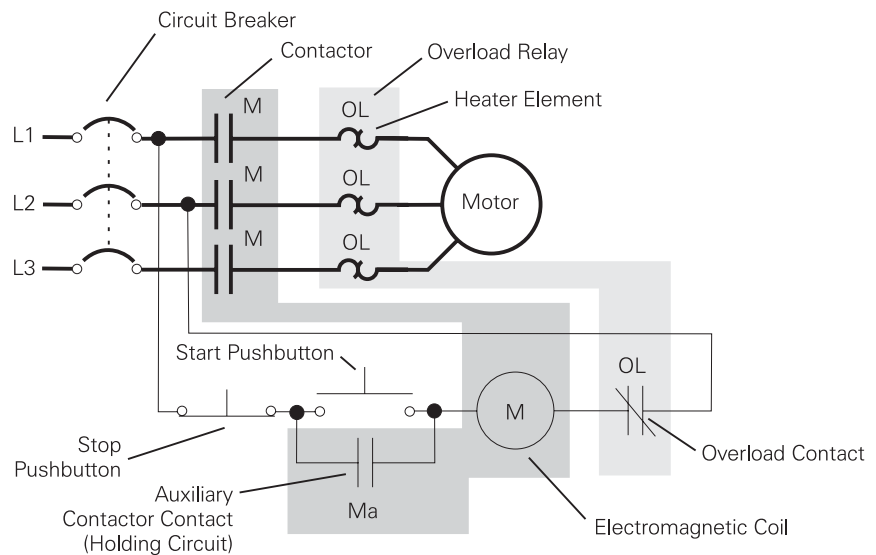 Circuit Breaker
Contactor
Overload Relay
Heater Element
M
OL
L1
M
OL
L2
Motor
M
OL
L3
Start Pushbutton
OL
M
Stop
Pushbutton
Overload Contact
Auxiliary
Contactor Contact
(Holding Circuit)
Ma
Electromagnetic Coil